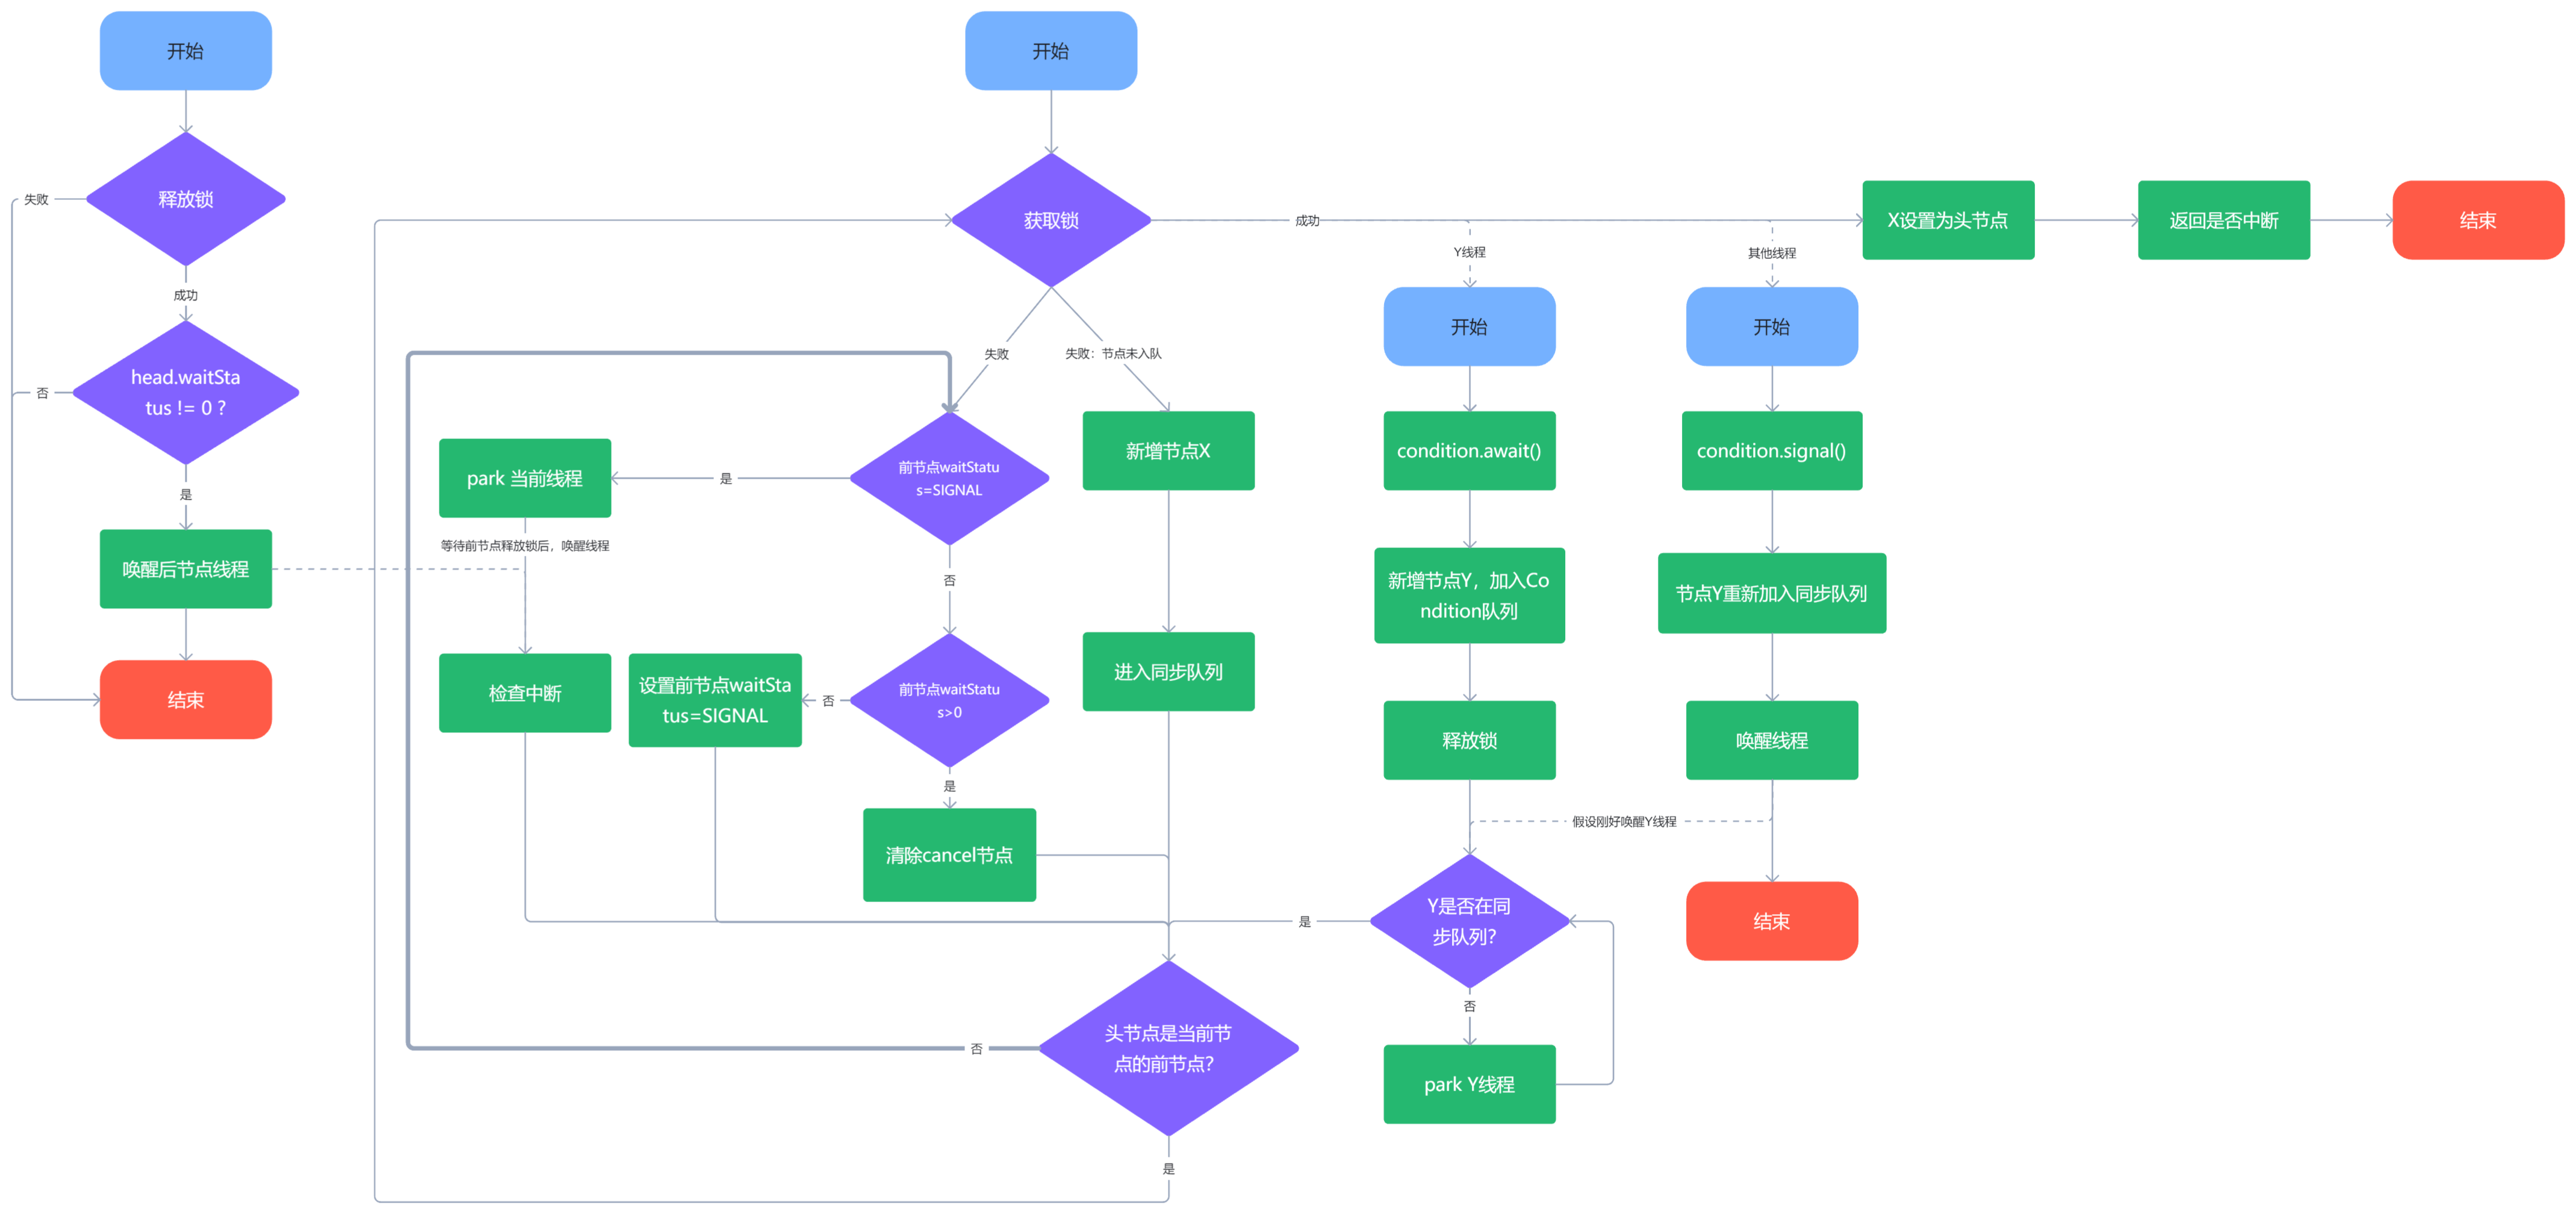 开始
释放锁
失败
成功
head.waitSta
tus != 0 ?
否
是
唤醒后节点线程
结束
开始
获取锁
成功
失败
失败：节点未入队
前节点waitStatu
s=SIGNAL
是
park 当前线程
等待前节点释放锁后，唤醒线程
检查中断
否
前节点waitStatu
s>0
否
设置前节点waitSta
tus=SIGNAL
是
清除cancel节点
新增节点X
进入同步队列
头节点是当前节
点的前节点？
否
是
Y线程
开始
condition.await()
新增节点Y，加入Co
ndition队列
释放锁
Y是否在同
步队列？
是
否
park Y线程
其他线程
开始
condition.signal()
节点Y重新加入同步队列
唤醒线程
假设刚好唤醒Y线程
结束
X设置为头节点
返回是否中断
结束